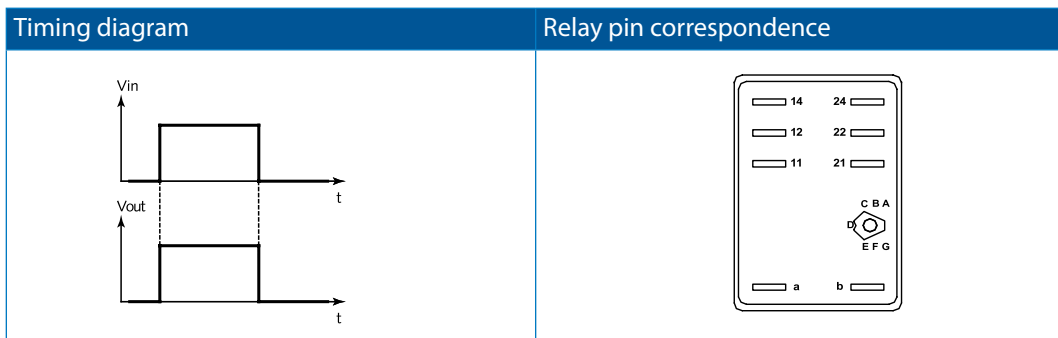 Timing diagram
Relay pin correspondence
Vin
t
Vout
t
14 24
12 22
11 21
C B A
D
E F G
a b